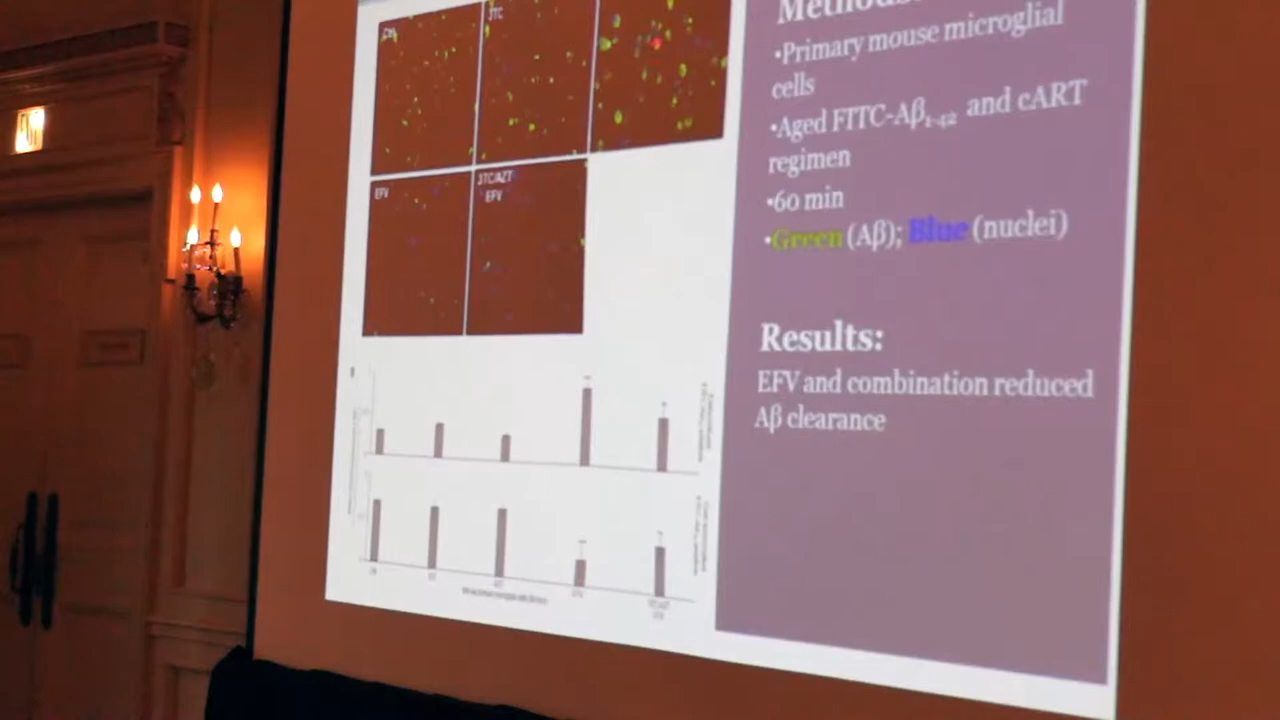 Ctrl
3TC
EFV
3TC/AZT
EFV
Methods:
•Primary mouse microglial
cells
•Aged FITC-Aβ1-42 and cART
regimen
•60 min
•Green (Aβ); Blue (nuclei)
Results:
EFV and combination reduced
Aβ clearance